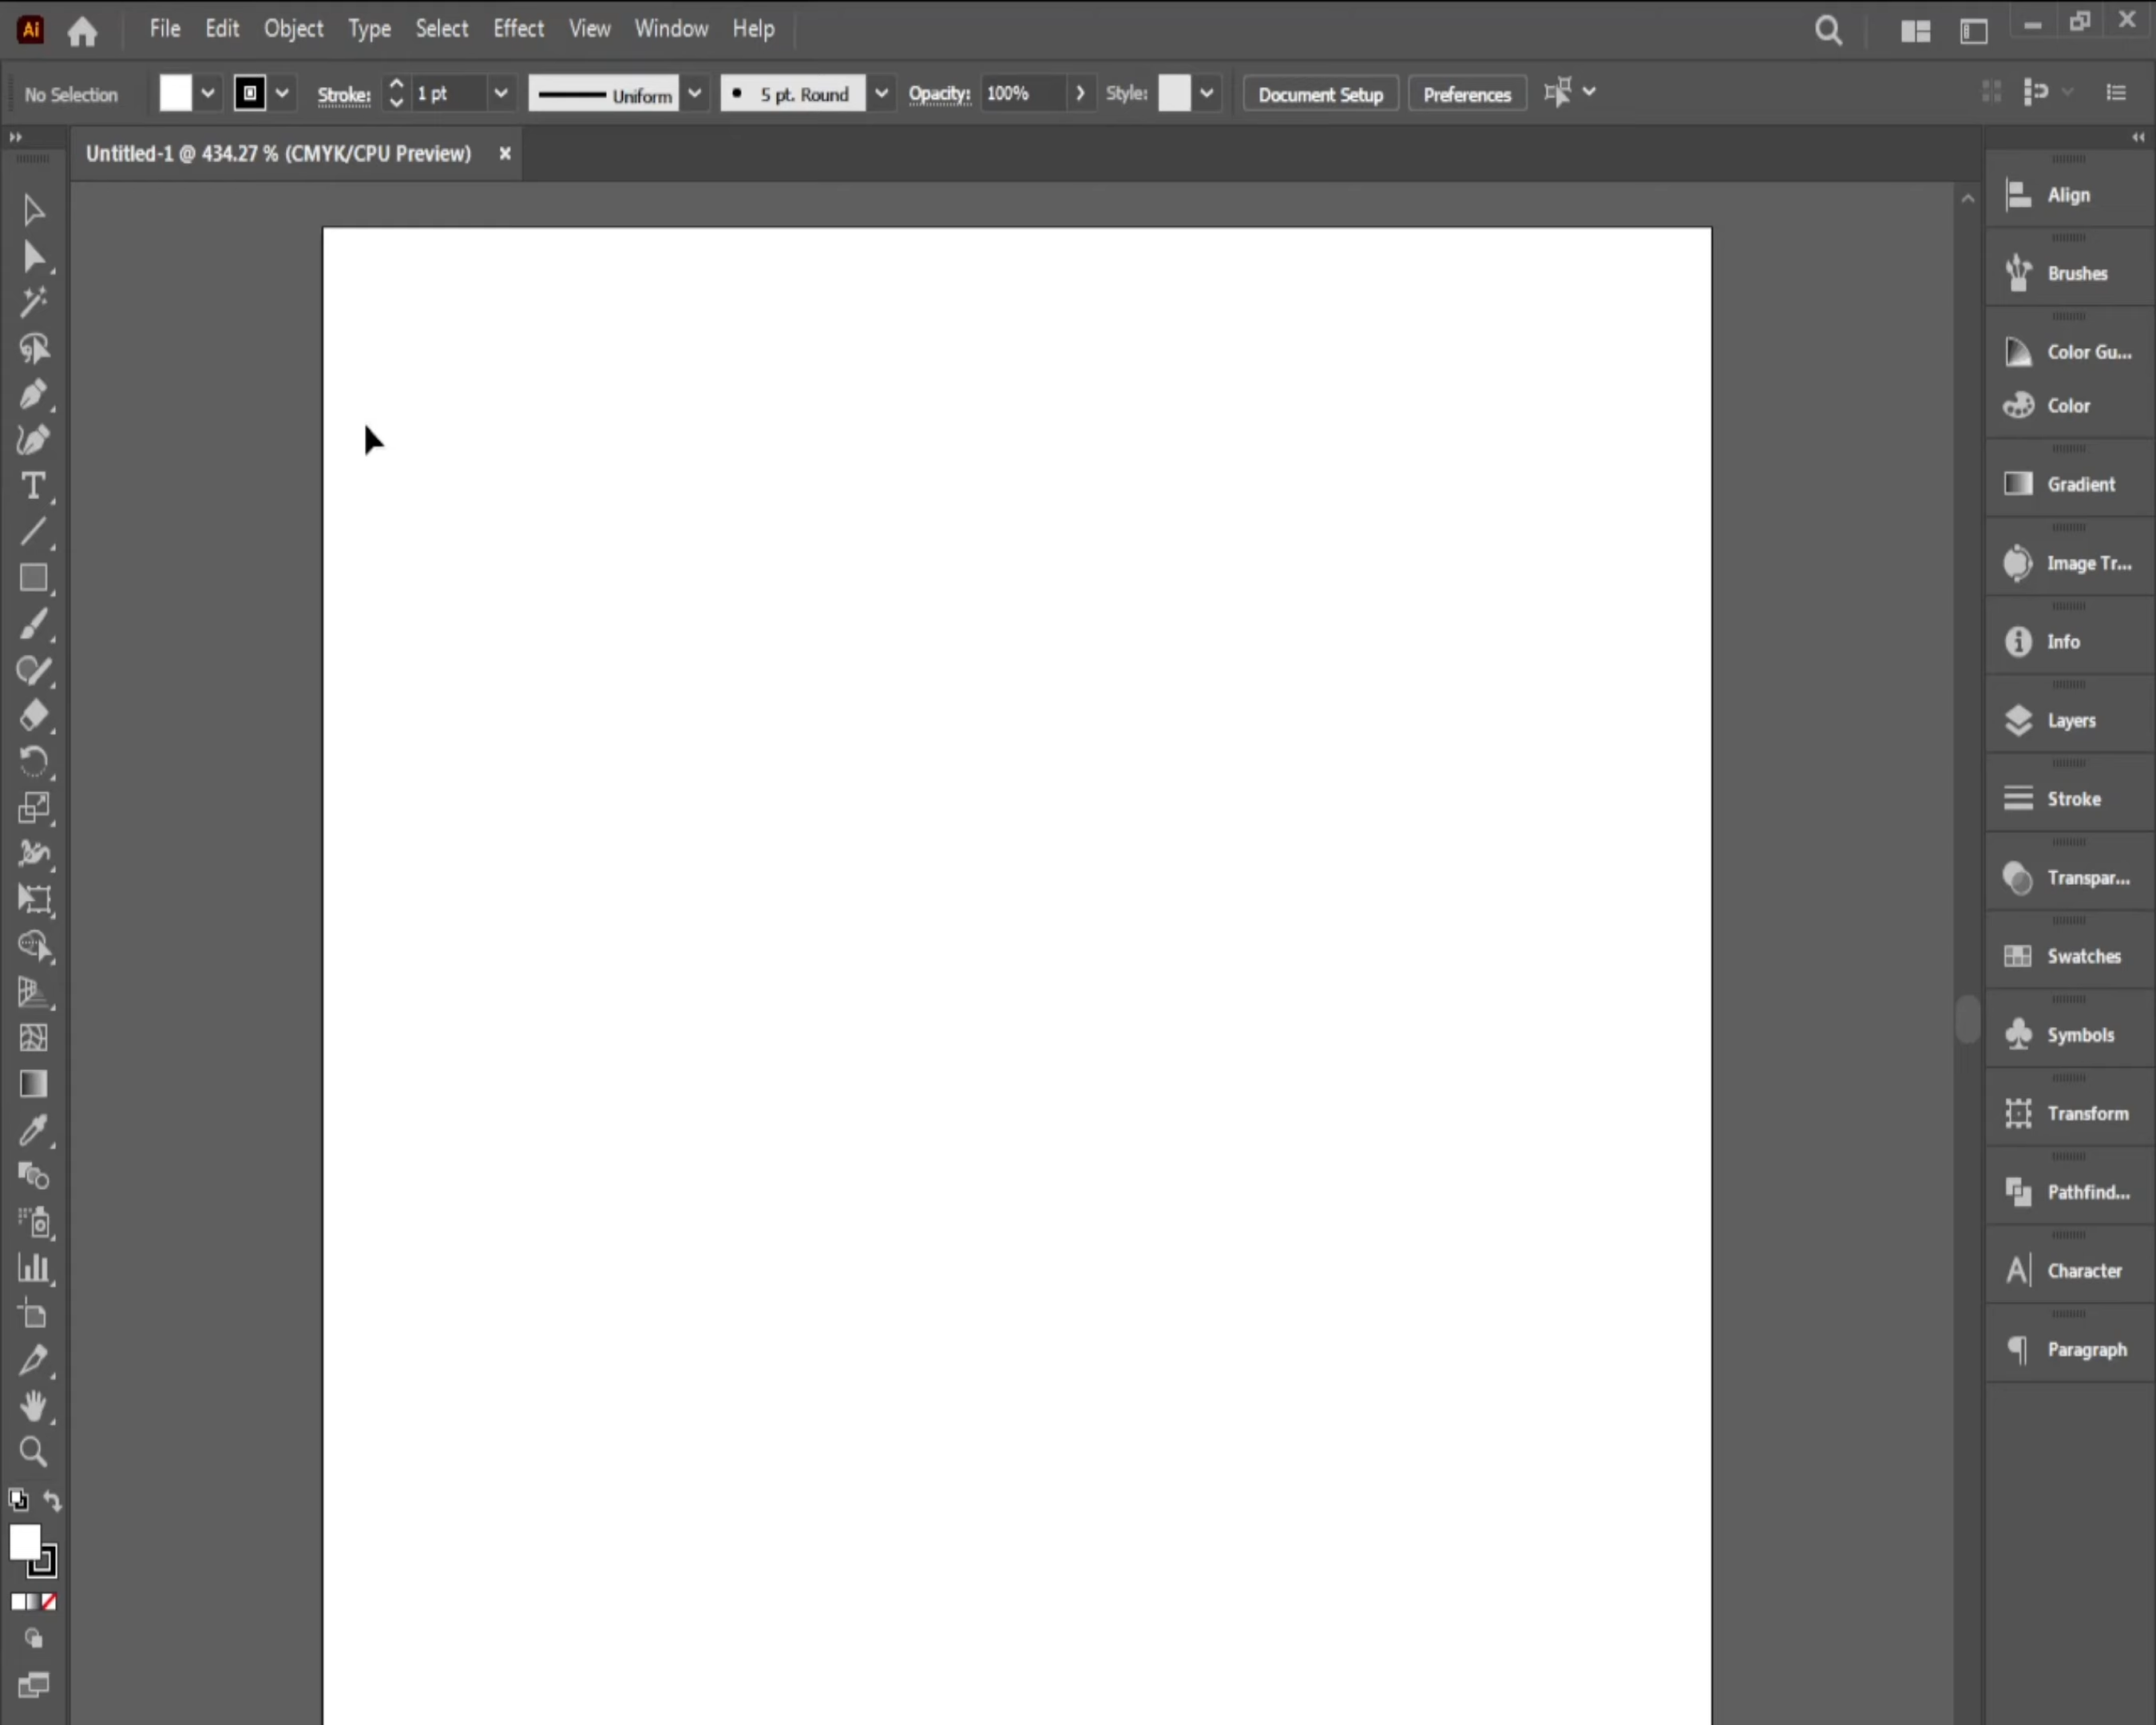 Ai File Edit Object Type Select Effect View Window Help
No Selection Stroke: 1 pt Uniform 5 pt. Round Opacity: 100% Style: Document Setup Preferences
Untitled-1 @ 434.27 % (CMYK/CPU Preview)
Align
Brushes
Color Gu...
Color
Gradient
Image Tr...
Info
Layers
Stroke
Transpar...
Swatches
Symbols
Transform
Pathfind...
Character
Paragraph